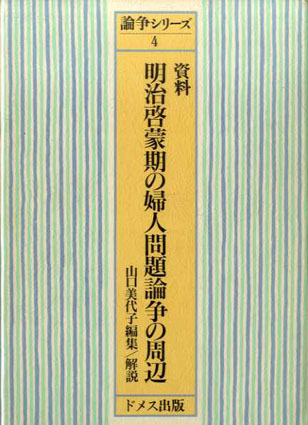 論争シリーズ
4
資料
明治啓蒙期の婦人問題論争の周辺
山口美代子編集/解説
ドメス出版